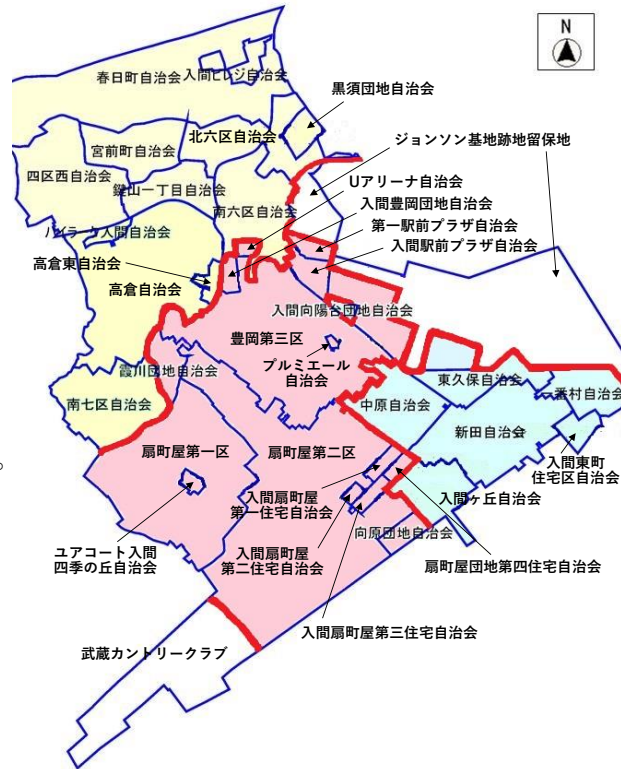 N
春日町自治会
入間ビレジ自治会
黒須団地自治会
北六区自治会
宮前町自治会
ジョンソン基地跡地留保地
四区西自治会
鍵山一丁目自治会
Uアリーナ自治会
南六区自治会
入間豊岡団地自治会
ハイラーク入間自治会
第一駅前プラザ自治会
高倉東自治会
入間駅前プラザ自治会
高倉自治会
入間向陽台団地自治会
豊岡第三区
プルミエール
自治会
霞川団地自治会
東久保自治会
南七区自治会
中原自治会
一番村自治会
新田自治会
扇町屋第一区
扇町屋第二区
入間東町
住宅区自治会
入間扇町屋
第一住宅自治会
入間ヶ丘自治会
ユアコート入間
四季の丘自治会
入間扇町屋
第二住宅自治会
向原団地自治会
扇町屋団地第四住宅自治会
入間扇町屋第三住宅自治会
武蔵カントリークラブ
。